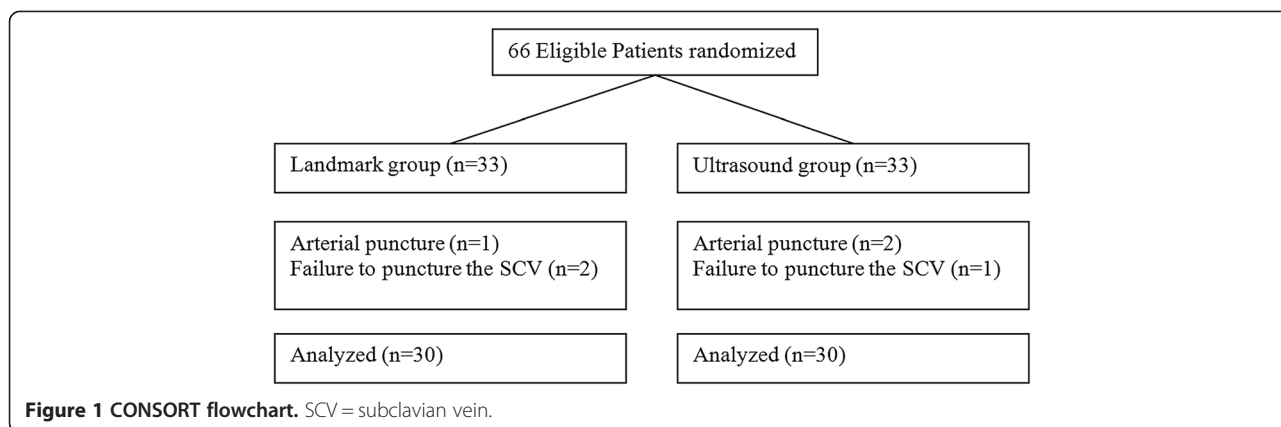 66 Eligible Patients randomized
Landmark group (n=33)
Ultrasound group (n=33)
Arterial puncture (n=1)
Failure to puncture the SCV (n=2)
Arterial puncture (n=2)
Failure to puncture the SCV (n=1)
Analyzed (n=30)
Analyzed (n=30)
Figure 1 CONSORT flowchart. SCV = subclavian vein.